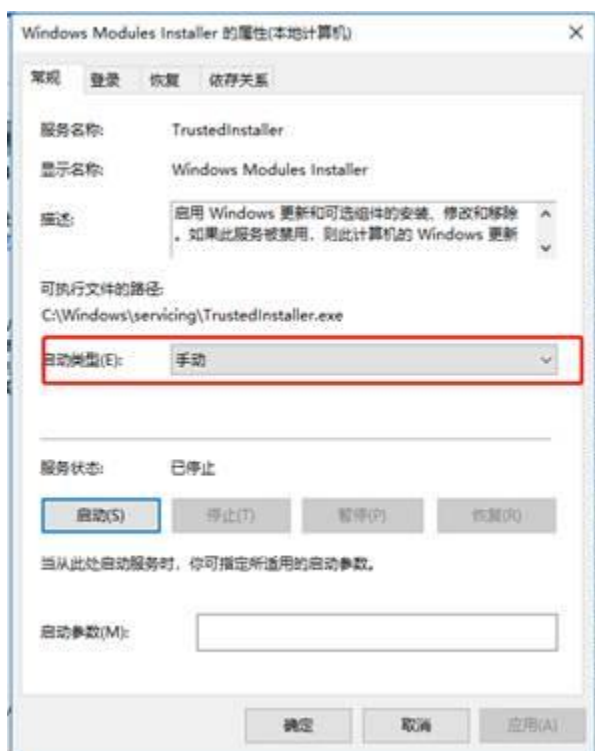 Windows Modules Installer 的属性(本地计算机)
常规 登录 恢复 依存关系
服务名称: TrustedInstaller
显示名称: Windows Modules Installer
描述: 启用 Windows 更新和可选组件的安装、修改和移除
。如果此服务被禁用，则此计算机的 Windows 更新
可执行文件的路径:
C:\Windows\servicing\TrustedInstaller.exe
启动类型(E): 手动
服务状态: 已停止
启动(S) 停止(T) 暂停(P) 恢复(R)
当从此处启动服务时，你可指定所适用的启动参数。
启动参数(M):
确定 取消 应用(A)